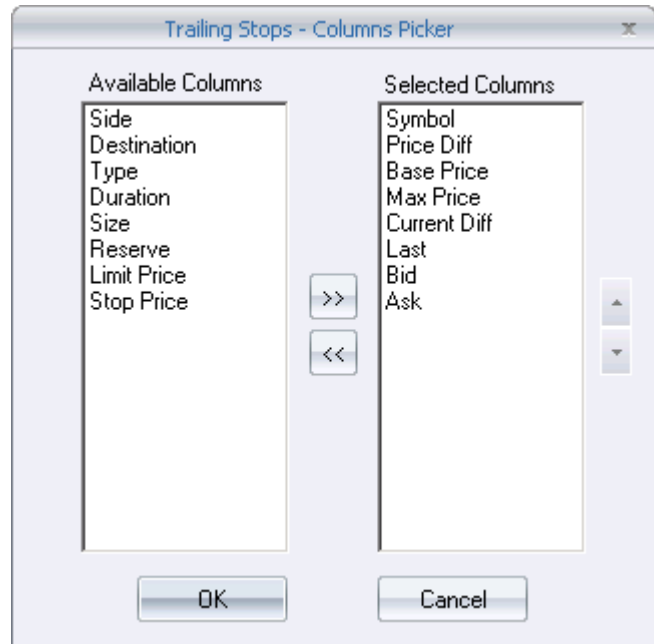 Trailing Stops - Columns Picker
x
Available Columns
Side
Destination
Type
Duration
Size
Reserve
Limit Price
Stop Price
>>
<<
Selected Columns
Symbol
Price Diff
Base Price
Max Price
Current Diff
Last
Bid
Ask
OK
Cancel